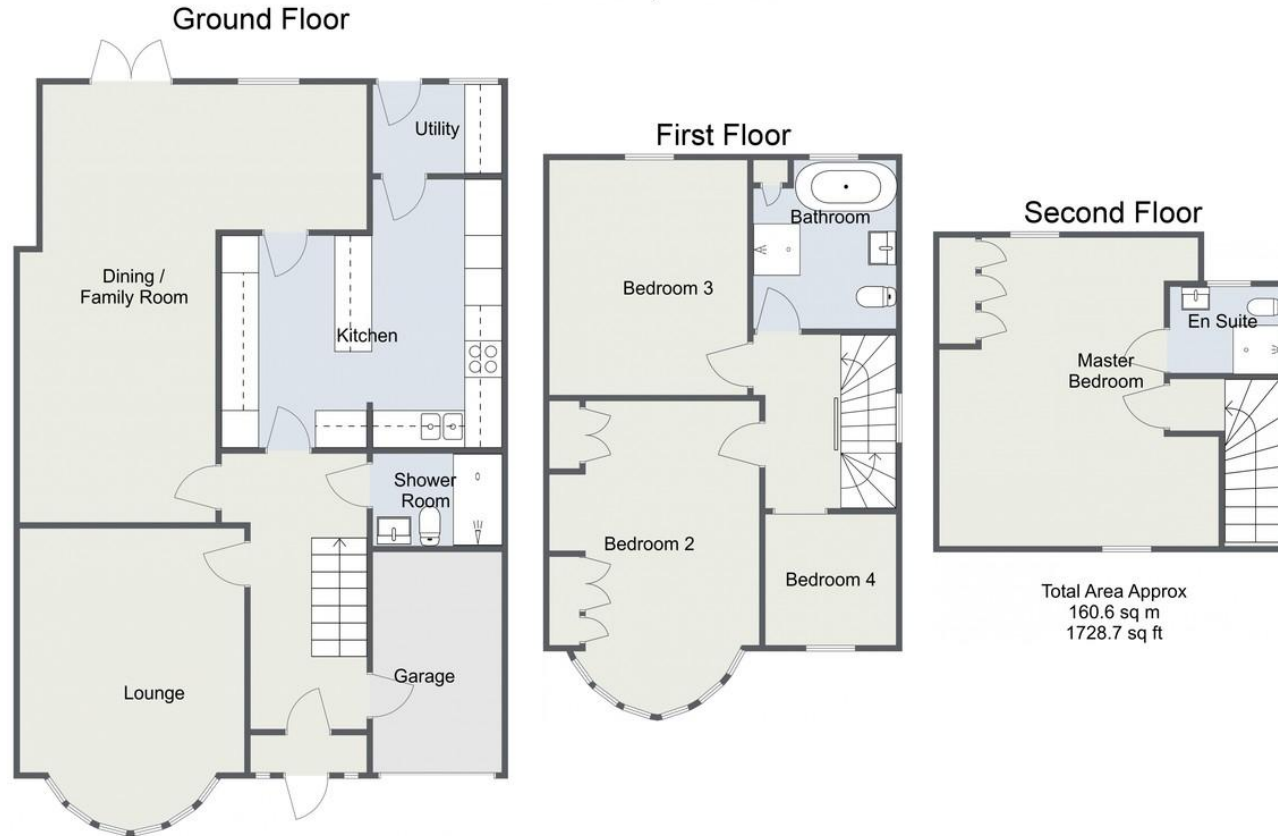 Ground Floor
Utility
Dining /
Family Room
Kitchen
Shower
Room
Lounge
Garage
First Floor
Bathroom
Bedroom 3
Bedroom 2
Bedroom 4
Second Floor
En Suite
Master
Bedroom
Total Area Approx
160.6 sq m
1728.7 sq ft